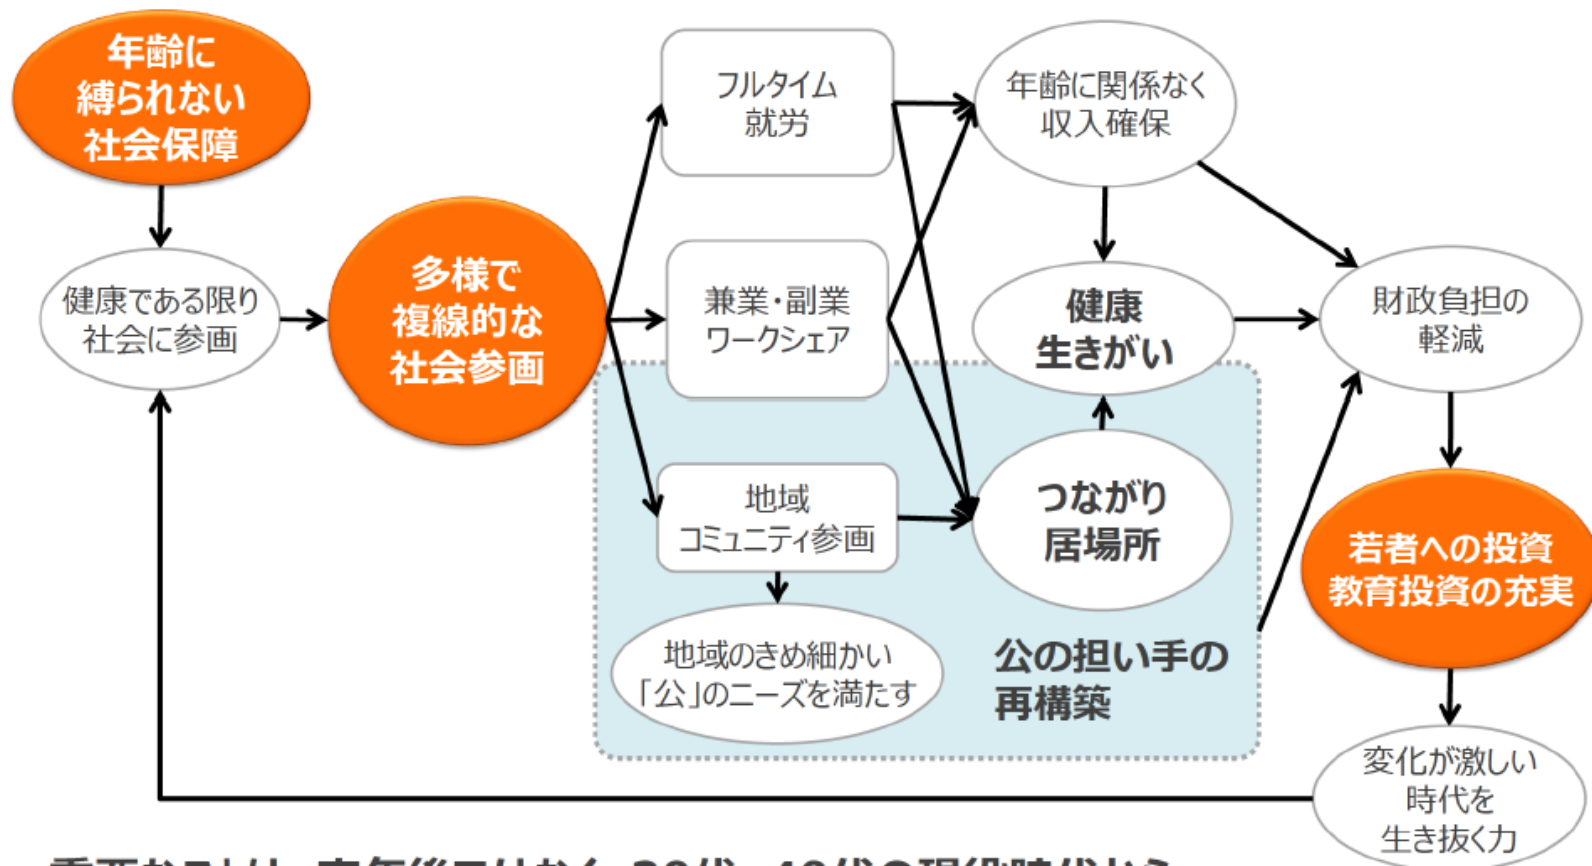 年齢に
縛られない
社会保障
健康である限り
社会に参画
多様で
複線的な
社会参画
フルタイム
就労
兼業・副業
ワークシェア
地域
コミュニティ参画
地域のきめ細かい
「公」のニーズを満たす
年齢に関係なく
収入確保
健康
生きがい
つながり
居場所
公の担い手の
再構築
財政負担の
軽減
若者への投資
教育投資の充実
変化が激しい
時代を
生き抜く力